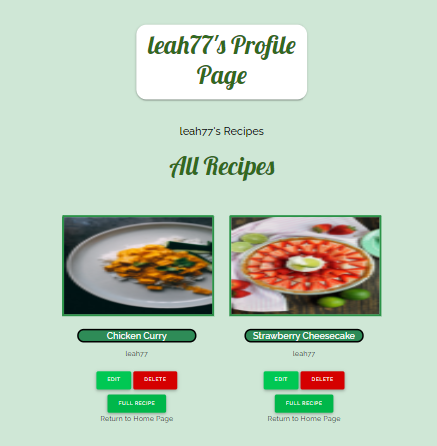 leah77's Profile
Page
leah77's Recipes
All Recipes
Chicken Curry
Strawberry Cheesecake
leah77
leah77
EDIT
DELETE
EDIT
DELETE
FULL RECIPE
FULL RECIPE
Return to Home Page
Return to Home Page